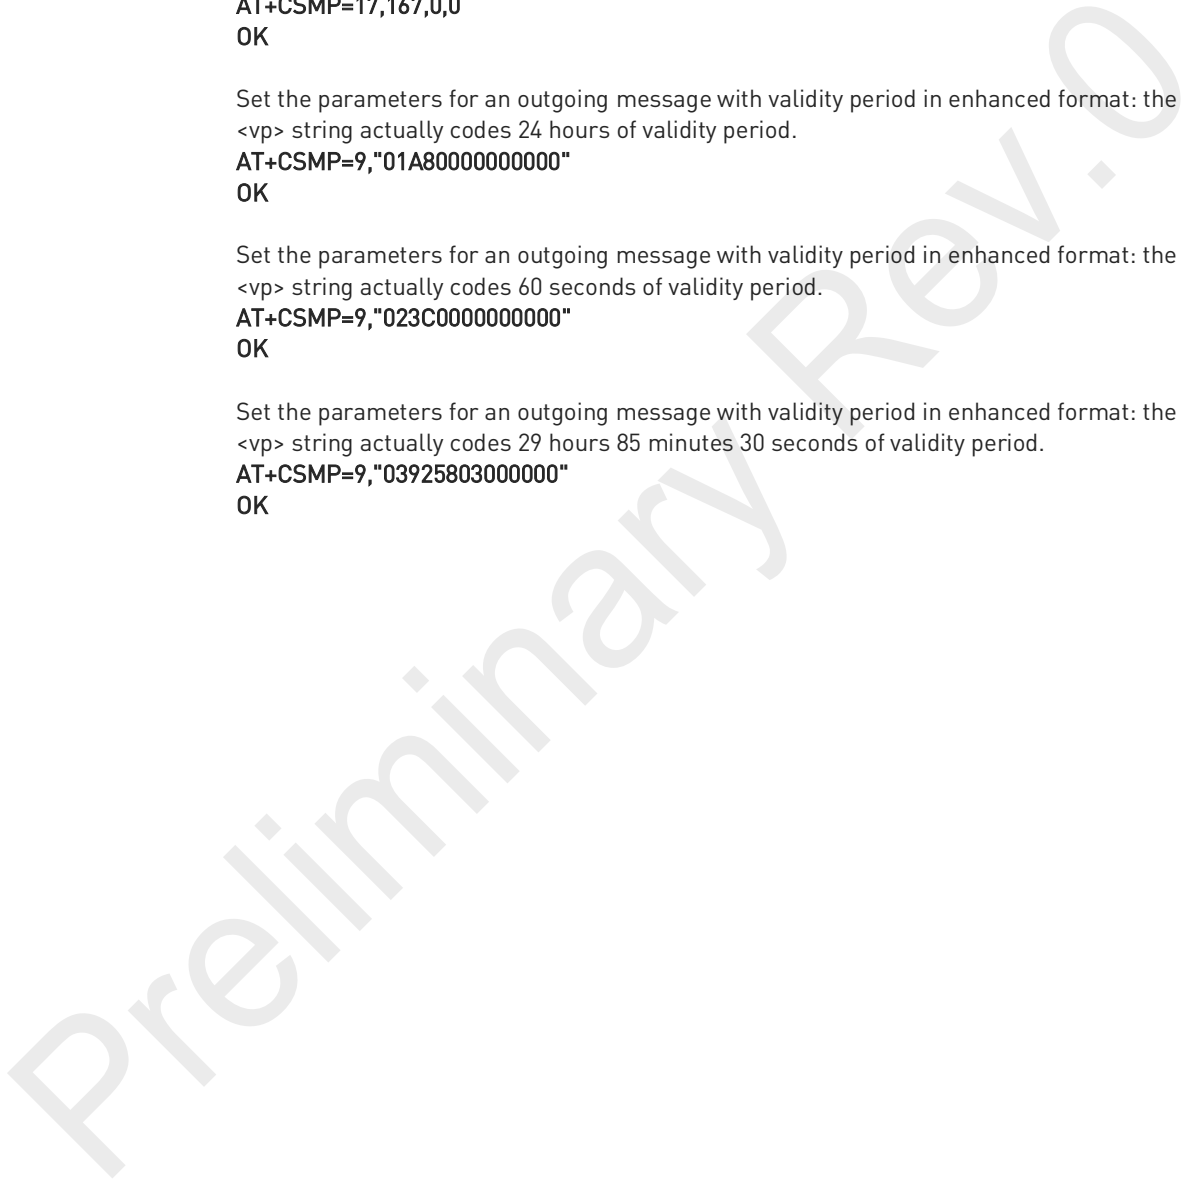 AT+CSMP=17,167,0,0
OK
Set the parameters for an outgoing message with validity period in enhanced format: the
<vp> string actually codes 24 hours of validity period.
AT+CSMP=9,"01A80000000000"
OK
Set the parameters for an outgoing message with validity period in enhanced format: the
<vp> string actually codes 60 seconds of validity period.
AT+CSMP=9,"023C0000000000"
OK
Set the parameters for an outgoing message with validity period in enhanced format: the
<vp> string actually codes 29 hours 85 minutes 30 seconds of validity period.
AT+CSMP=9,"03925803000000"
OK
Preliminary Rev.0